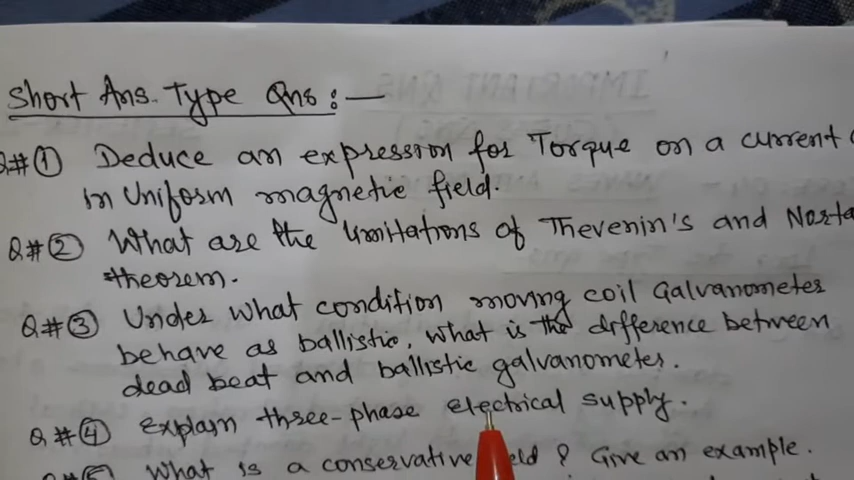 Short Ans. Type Qns :—
Q# ① Deduce an expression for Torque on a current
in Uniform magnetic field.
Q# ② What are the limitations of Thevenin's and
theorem.
Q# ③ Under what condition moving coil Galvanometer
behave as ballistic. What is the difference between
dead beat and ballistic galvanometer.
Q# ④ Explain three-phase electrical supply.
What is a conservative ? Give an example.